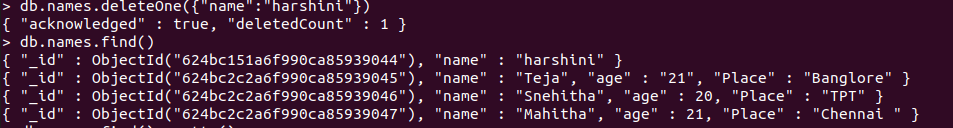 > db.names.deleteOne({"name":"harshini"})
{ "acknowledged" : true, "deletedCount" : 1 }
> db.names.find()
{ "_id" : ObjectId("624bc151a6f990ca85939044"), "name" : "harshini" }
{ "_id" : ObjectId("624bc2c2a6f990ca85939045"), "name" : "Teja", "age" : "21", "Place" : "Banglore" }
{ "_id" : ObjectId("624bc2c2a6f990ca85939046"), "name" : "Snehitha", "age" : 20, "Place" : "TPT" }
{ "_id" : ObjectId("624bc2c2a6f990ca85939047"), "name" : "Mahitha", "age" : 21, "Place" : "Chennai " }